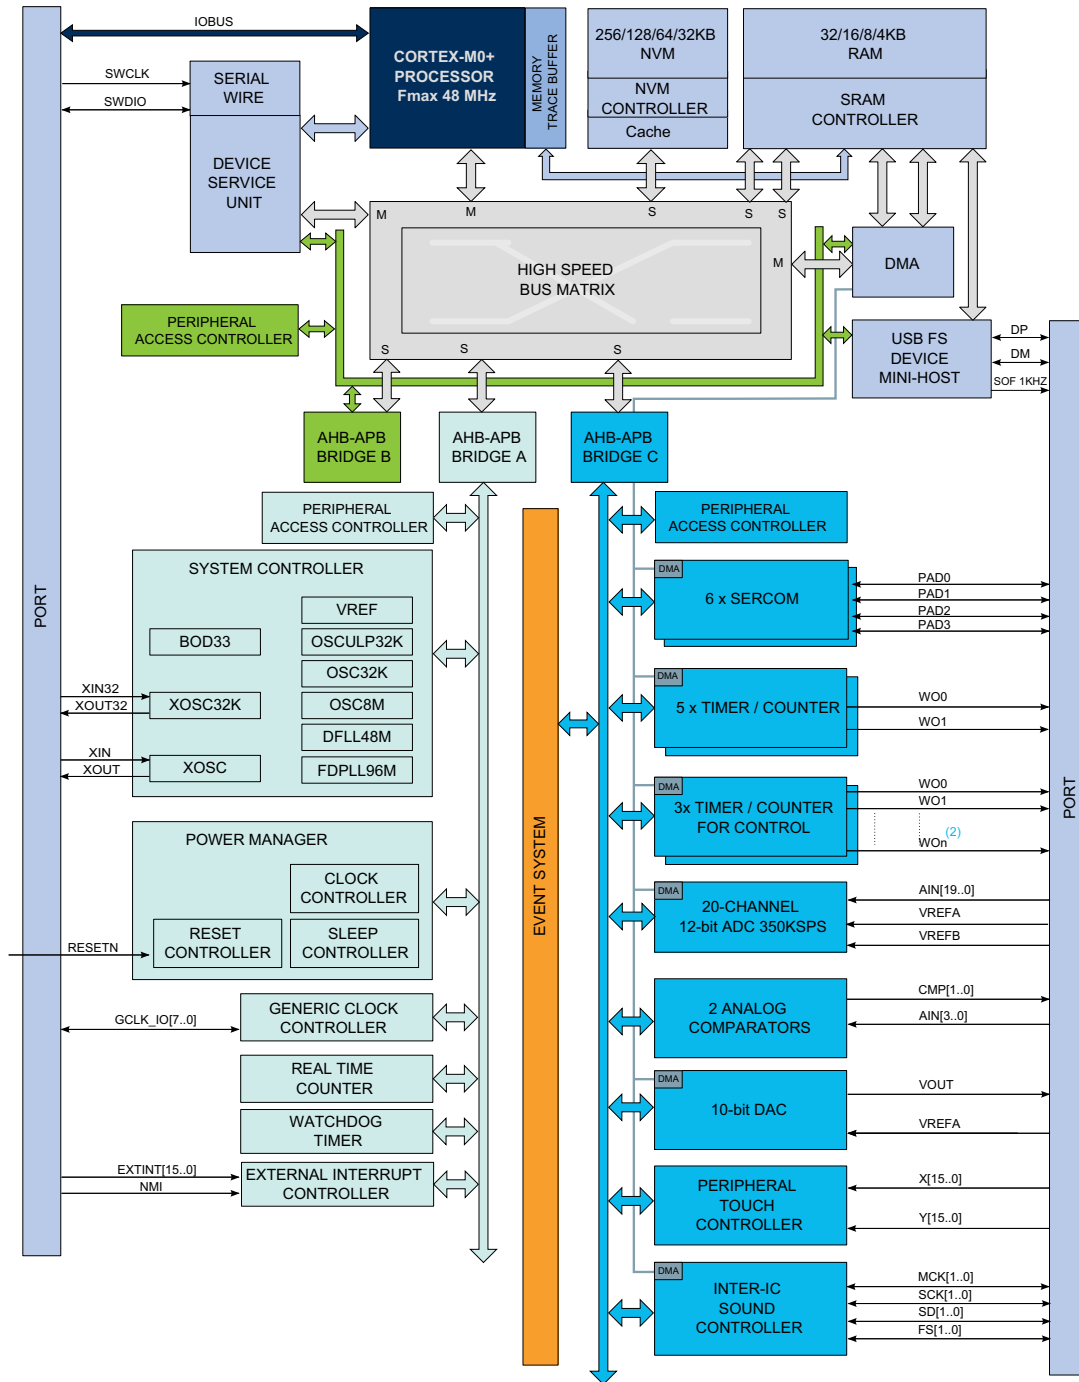 IOBUS
CORTEX-M0+
PROCESSOR
Fmax 48 MHz
MEMORY
TRACE BUFFER
256/128/64/32KB
NVM
NVM
CONTROLLER
Cache
32/16/8/4KB
RAM
SRAM
CONTROLLER
SWCLK
SWDIO
SERIAL
WIRE
DEVICE
SERVICE
UNIT
M
M
S
S
S
M
HIGH SPEED
BUS MATRIX
DMA
PERIPHERAL
ACCESS CONTROLLER
S
S
S
USB FS
DEVICE
MINI-HOST
DP
DM
SOF 1KHZ
AHB-APB
BRIDGE B
AHB-APB
BRIDGE A
AHB-APB
BRIDGE C
PERIPHERAL
ACCESS CONTROLLER
PERIPHERAL
ACCESS CONTROLLER
PORT
SYSTEM CONTROLLER
VREF
BOD33
OSCULP32K
OSC32K
XIN32
XOUT32
XOSC32K
OSC8M
DFLL48M
XIN
XOUT
XOSC
FDPLL96M
POWER MANAGER
CLOCK
CONTROLLER
RESETN
RESET
CONTROLLER
SLEEP
CONTROLLER
GCLK_IO[7..0]
GENERIC CLOCK
CONTROLLER
REAL TIME
COUNTER
WATCHDOG
TIMER
EXTINT[15..0]
NMI
EXTERNAL INTERRUPT
CONTROLLER
EVENT SYSTEM
DMA
6 x SERCOM
PAD0
PAD1
PAD2
PAD3
DMA
5 x TIMER / COUNTER
WO0
WO1
DMA
3x TIMER / COUNTER
FOR CONTROL
WO0
WO1
(2)
WOn
DMA
20-CHANNEL
12-bit ADC 350KSPS
AIN[19..0]
VREFA
VREFB
2 ANALOG
COMPARATORS
CMP[1..0]
AIN[3..0]
DMA
10-bit DAC
VOUT
VREFA
PERIPHERAL
TOUCH
CONTROLLER
X[15..0]
Y[15..0]
DMA
INTER-IC
SOUND
CONTROLLER
MCK[1..0]
SCK[1..0]
SD[1..0]
FS[1..0]
PORT